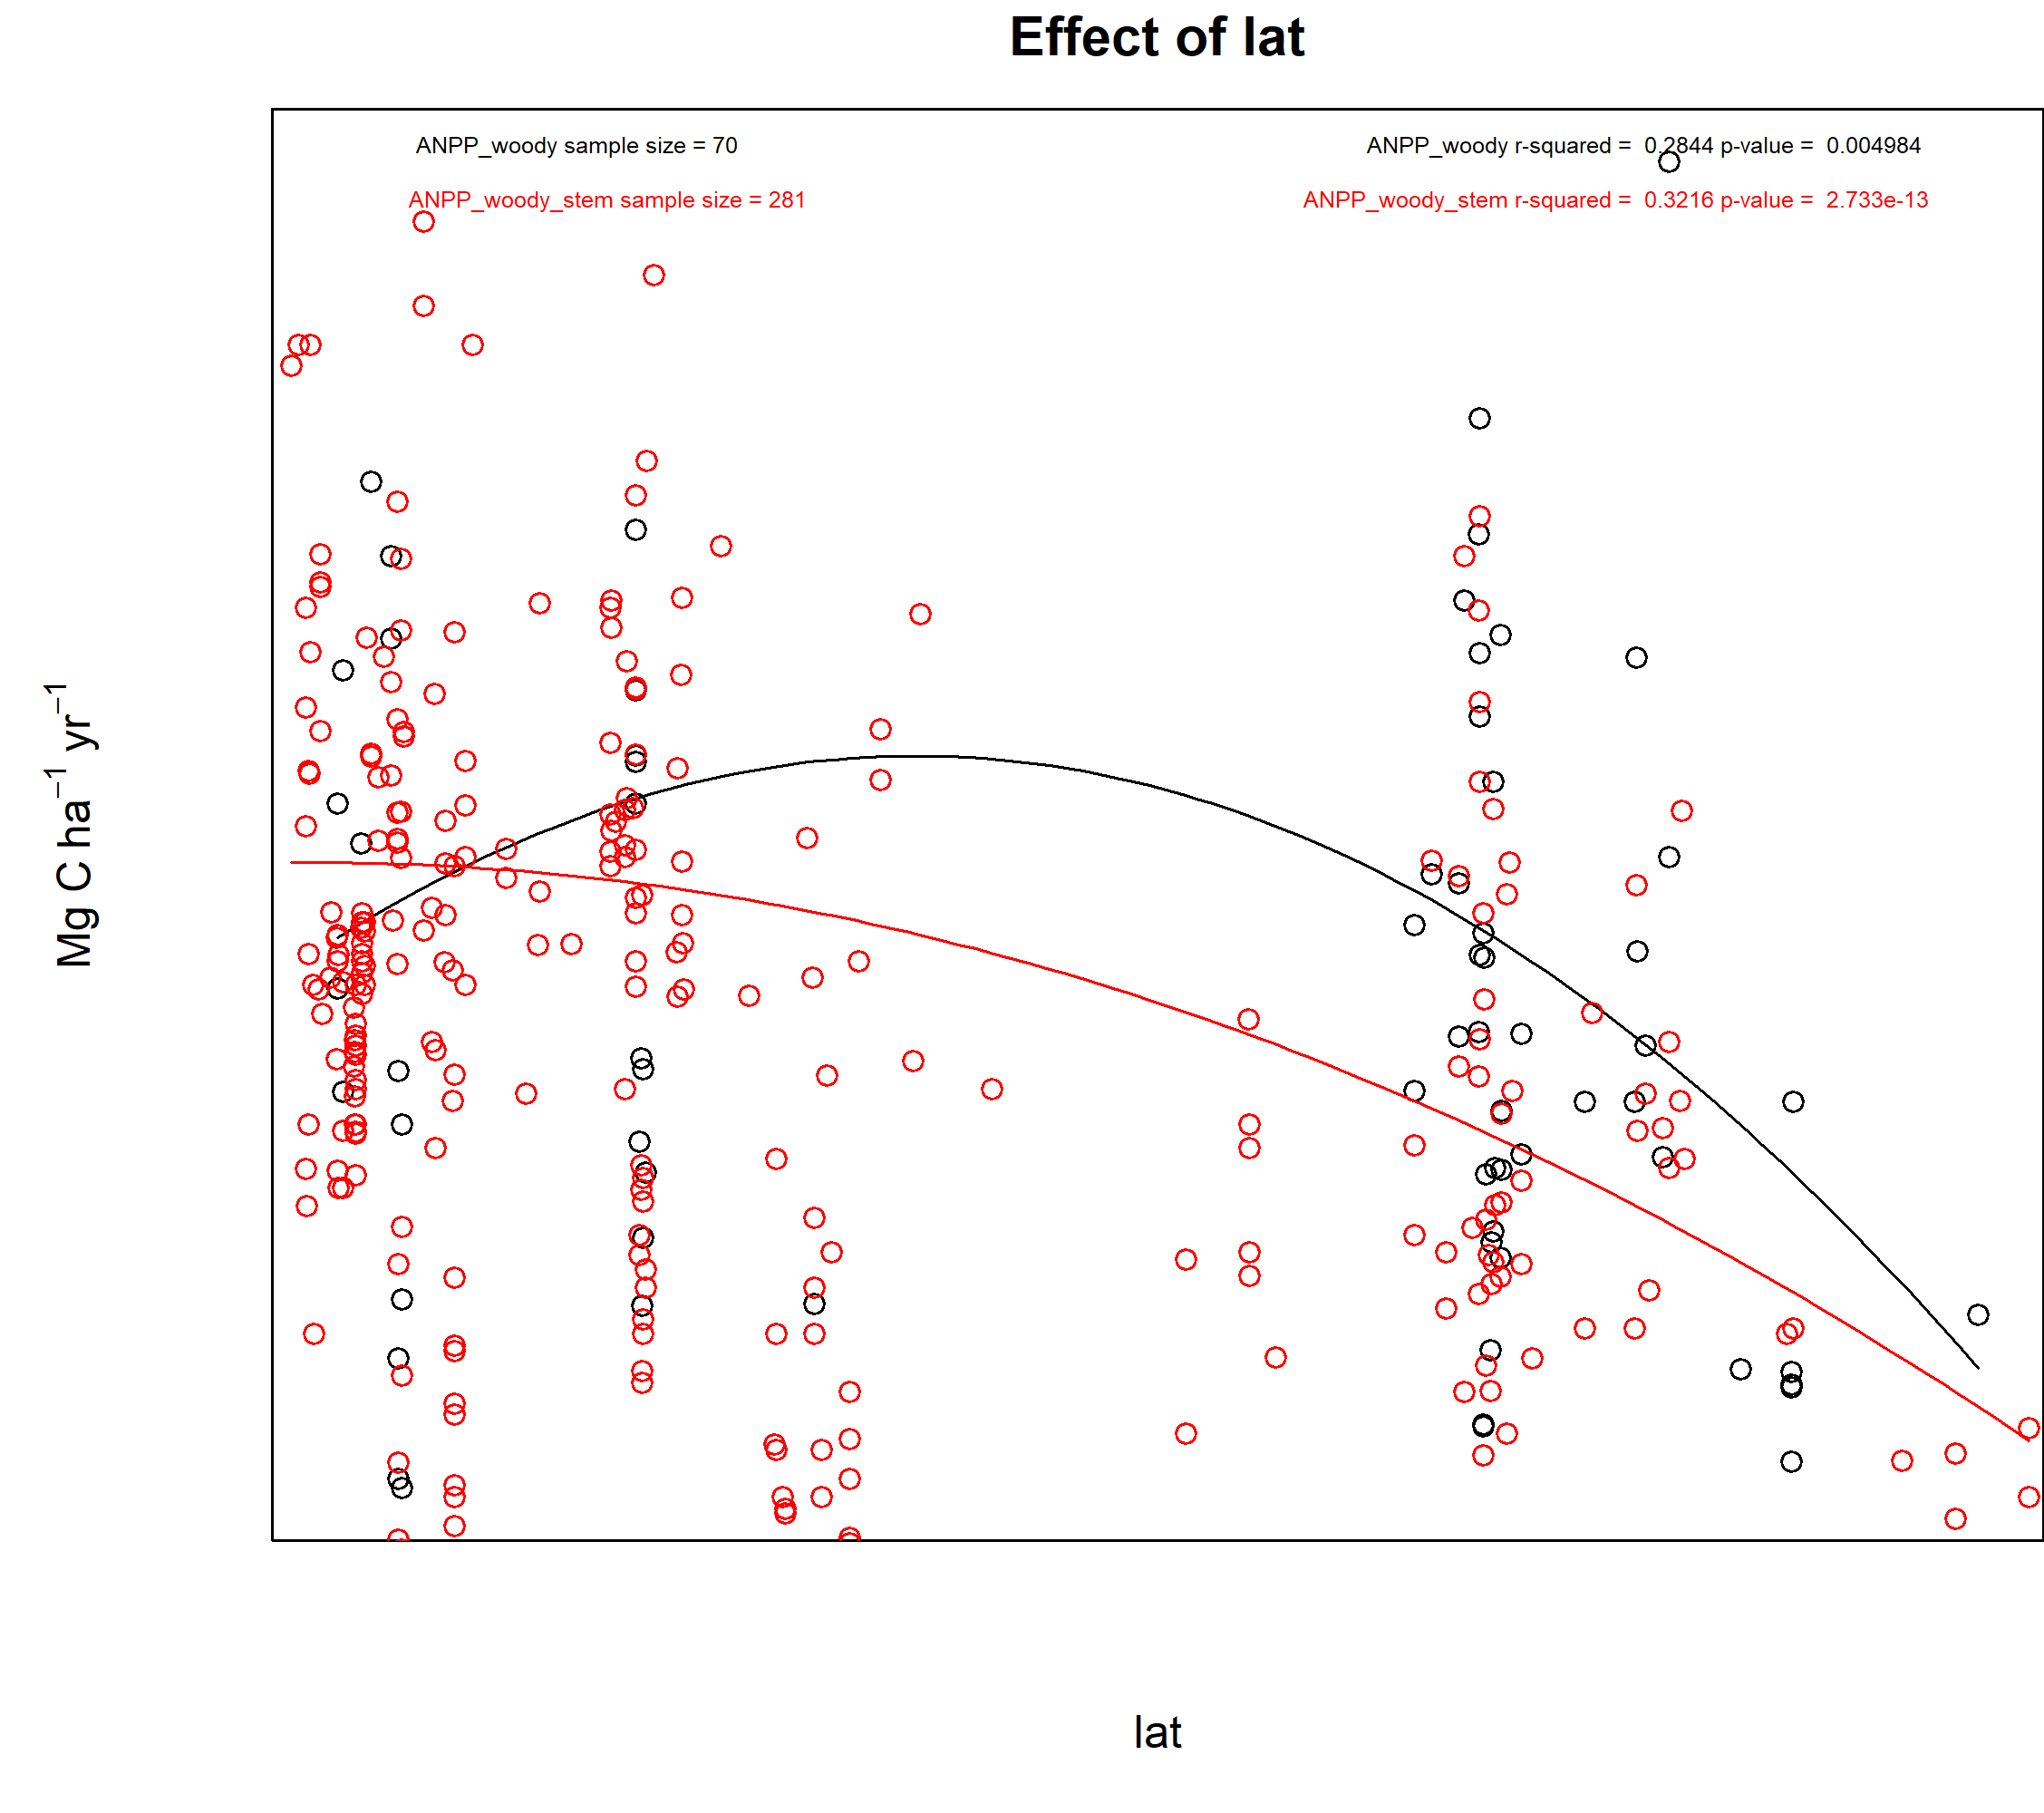 Effect of lat
ANPP_woody sample size = 70
ANPP_woody r-squared = 0.2844 p-value = 0.004984
ANPP_woody_stem sample size = 281
ANPP_woody_stem r-squared = 0.3216 p-value = 2.733e-13
Mg C ha⁻¹ yr⁻¹
lat